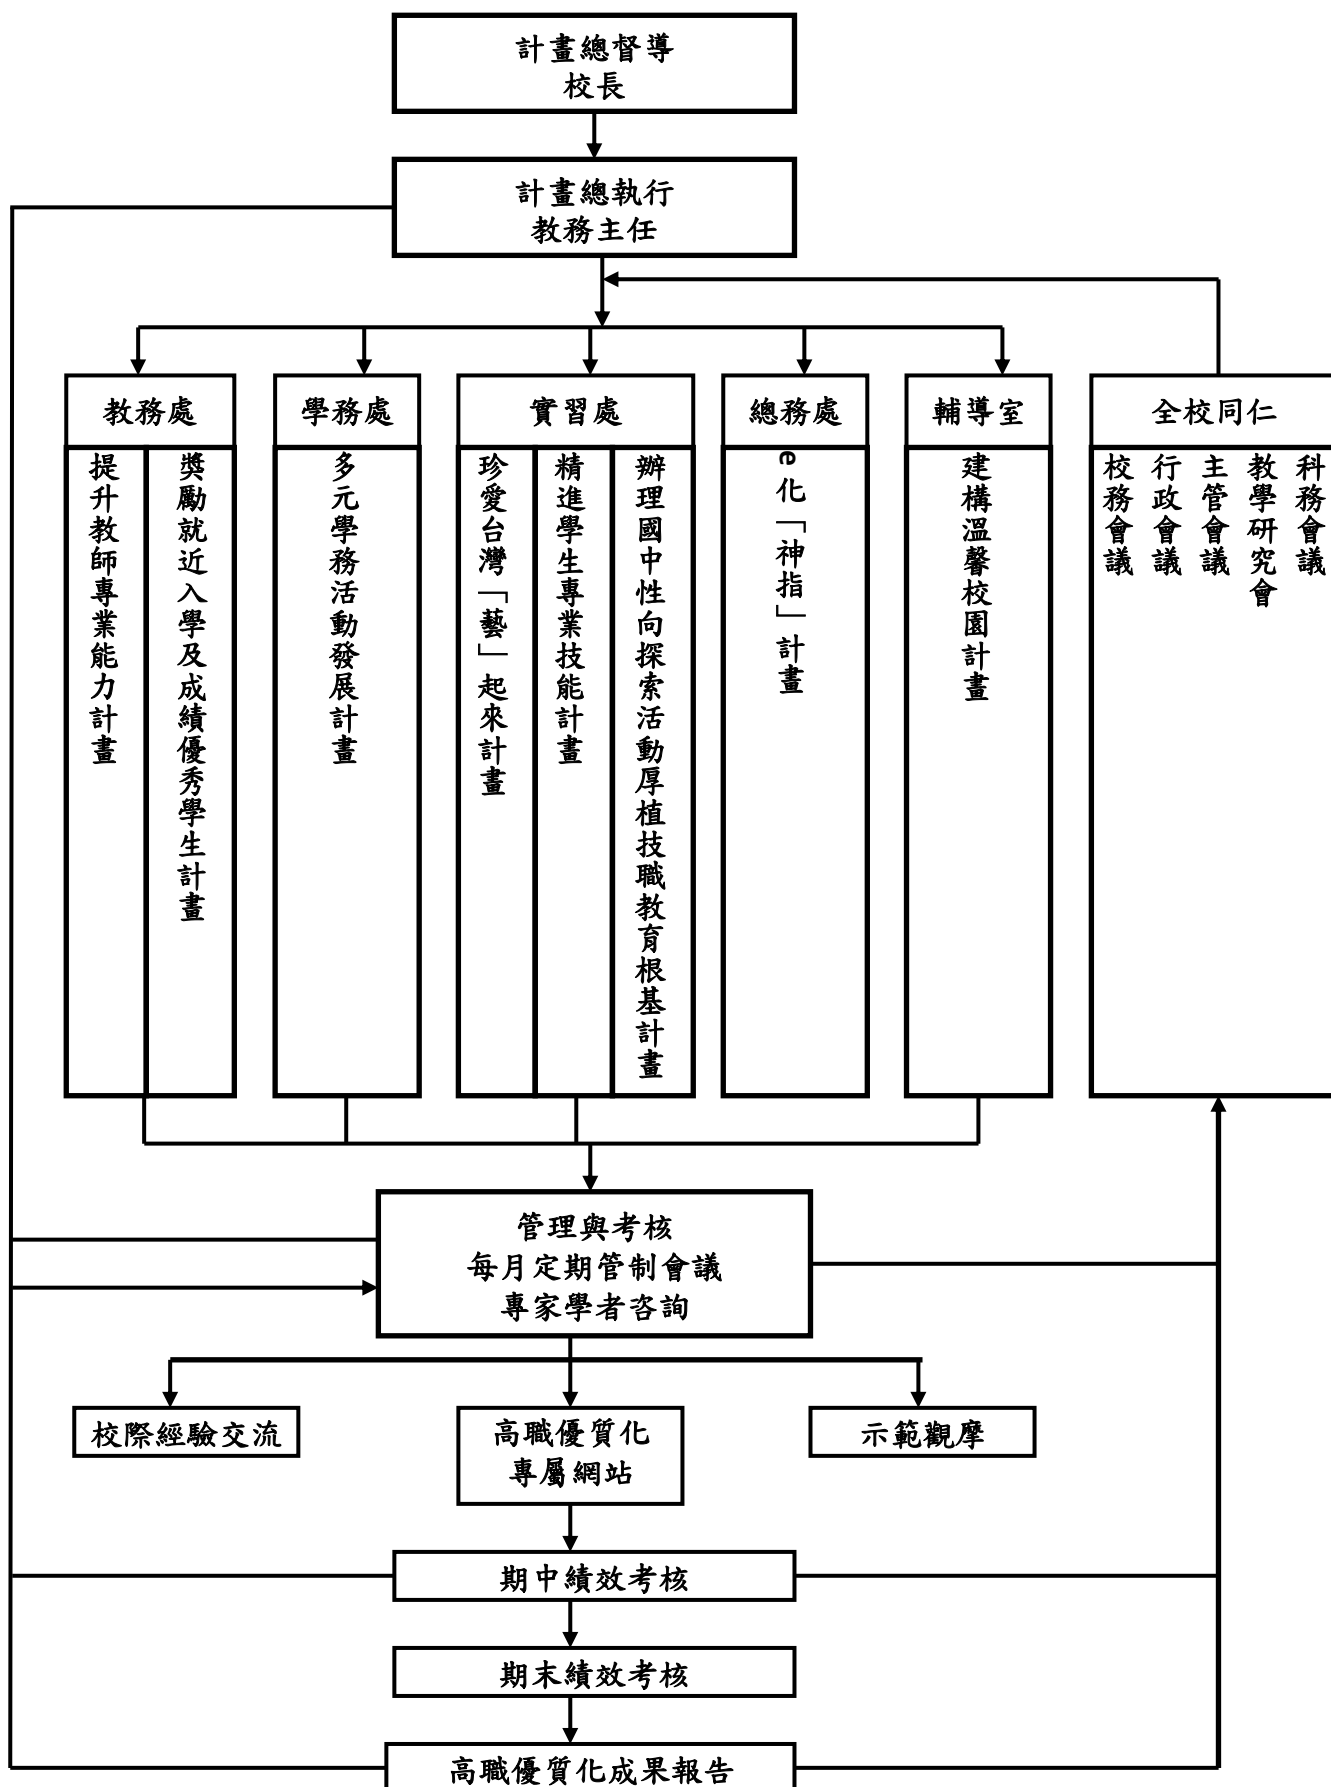 計畫總督導
校長
計畫總執行
教務主任
教務處
提升教師專業能力計畫
獎勵就近入學及成績優秀學生計畫
學務處
多元學務活動發展計畫
實習處
珍愛台灣「藝」起來計畫
精進學生專業技能計畫
辦理國中性向探索活動厚植技職教育根基計畫
總務處
e化「神指」計畫
輔導室
建構溫馨校園計畫
全校同仁
校務會議
行政會議
主管會議
教學研究會
科務會議
管理與考核
每月定期管制會議
專家學者咨詢
校際經驗交流
高職優質化
專屬網站
示範觀摩
期中績效考核
期末績效考核
高職優質化成果報告